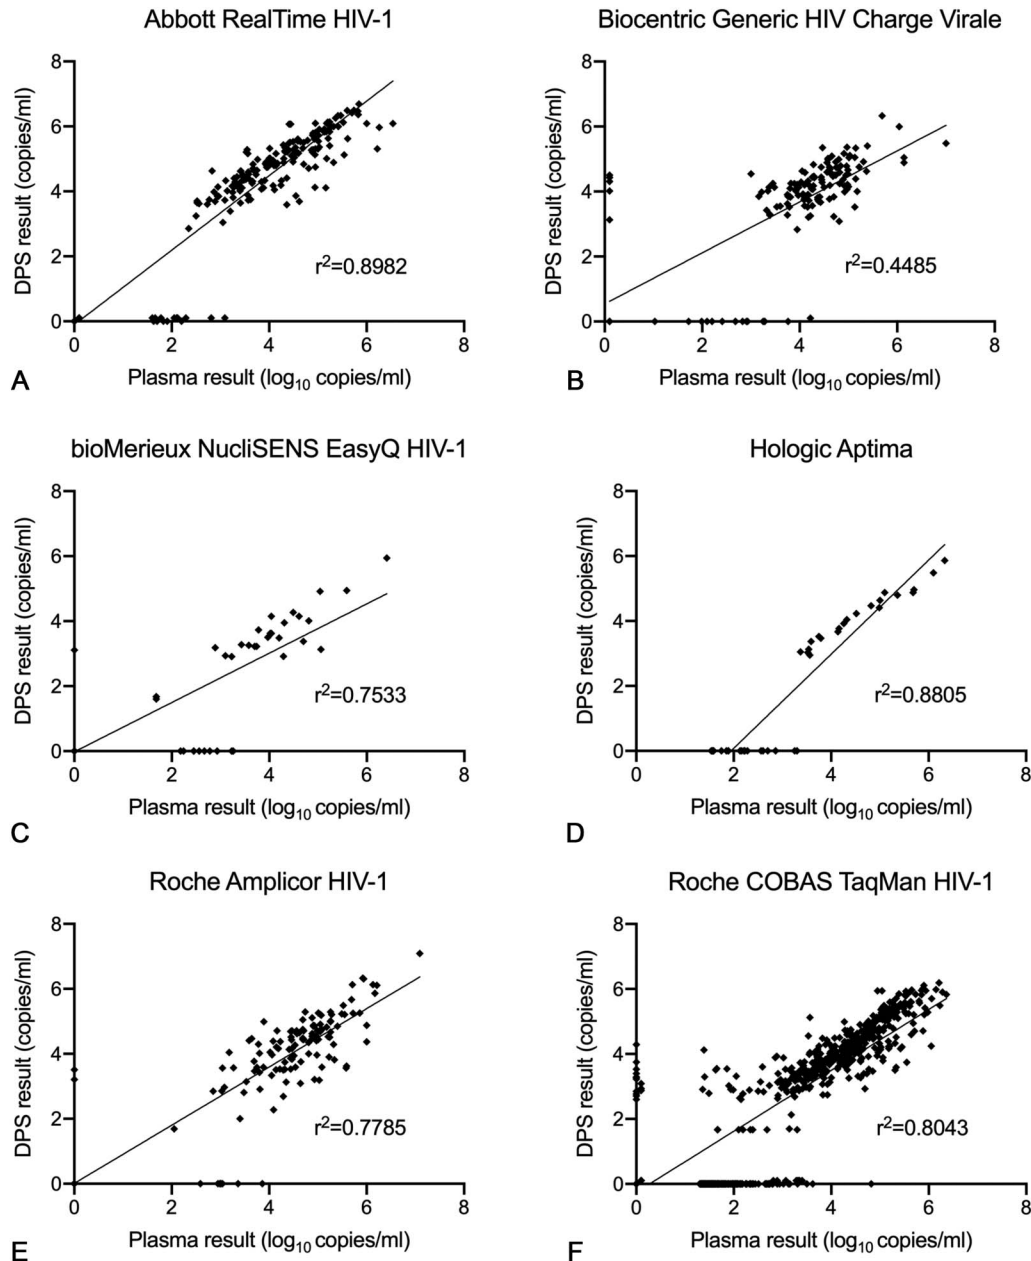 Abbott RealTime HIV-1
DPS result (copies/ml)
8
6
4
2
0
r²=0.8982
0 2 4 6 8
Plasma result (log₁₀ copies/ml)
A
Biocentric Generic HIV Charge Virale
DPS result (copies/ml)
8
6
4
2
0
r²=0.4485
0 2 4 6 8
Plasma result (log₁₀ copies/ml)
B
bioMerieux NucliSENS EasyQ HIV-1
DPS result (copies/ml)
8
6
4
2
0
r²=0.7533
0 2 4 6 8
Plasma result (log₁₀ copies/ml)
C
Hologic Aptima
DPS result (copies/ml)
8
6
4
2
0
r²=0.8805
0 2 4 6 8
Plasma result (log₁₀ copies/ml)
D
Roche Amplicor HIV-1
DPS result (copies/ml)
8
6
4
2
0
r²=0.7785
0 2 4 6 8
Plasma result (log₁₀ copies/ml)
E
Roche COBAS TaqMan HIV-1
DPS result (copies/ml)
8
6
4
2
0
r²=0.8043
0 2 4 6 8
Plasma result (log₁₀ copies/ml)
F